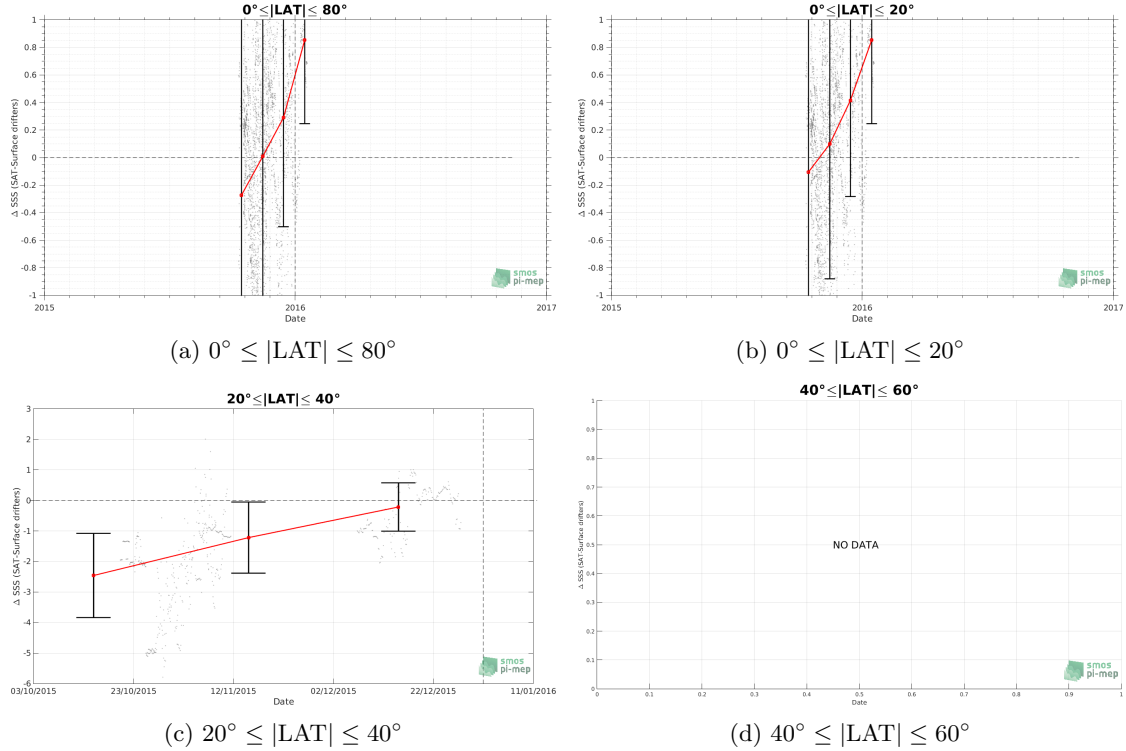 0°≤|LAT|≤ 80°
1
0.8
0.6
0.4
0.2
0
-0.2
-0.4
-0.6
-0.8
-1
Δ SSS (SAT-Surface drifters)
2015 2016 2017
Date
smos
pi-mep
(a) 0° ≤ |LAT| ≤ 80°
0°≤|LAT|≤ 20°
1
0.8
0.6
0.4
0.2
0
-0.2
-0.4
-0.6
-0.8
-1
Δ SSS (SAT-Surface drifters)
2015 2016 2017
Date
smos
pi-mep
(b) 0° ≤ |LAT| ≤ 20°
20°≤|LAT|≤ 40°
3
2
1
0
-1
-2
-3
-4
-5
-6
Δ SSS (SAT-Surface drifters)
03/10/2015 23/10/2015 12/11/2015 02/12/2015 22/12/2015 11/01/2016
Date
smos
pi-mep
(c) 20° ≤ |LAT| ≤ 40°
40°≤|LAT|≤ 60°
1
0.9
0.8
0.7
0.6
0.5
0.4
0.3
0.2
0.1
0
Δ SSS (SAT-Surface drifters)
NO DATA
0 0.1 0.2 0.3 0.4 0.5 0.6 0.7 0.8 0.9 1
Date
smos
pi-mep
(d) 40° ≤ |LAT| ≤ 60°